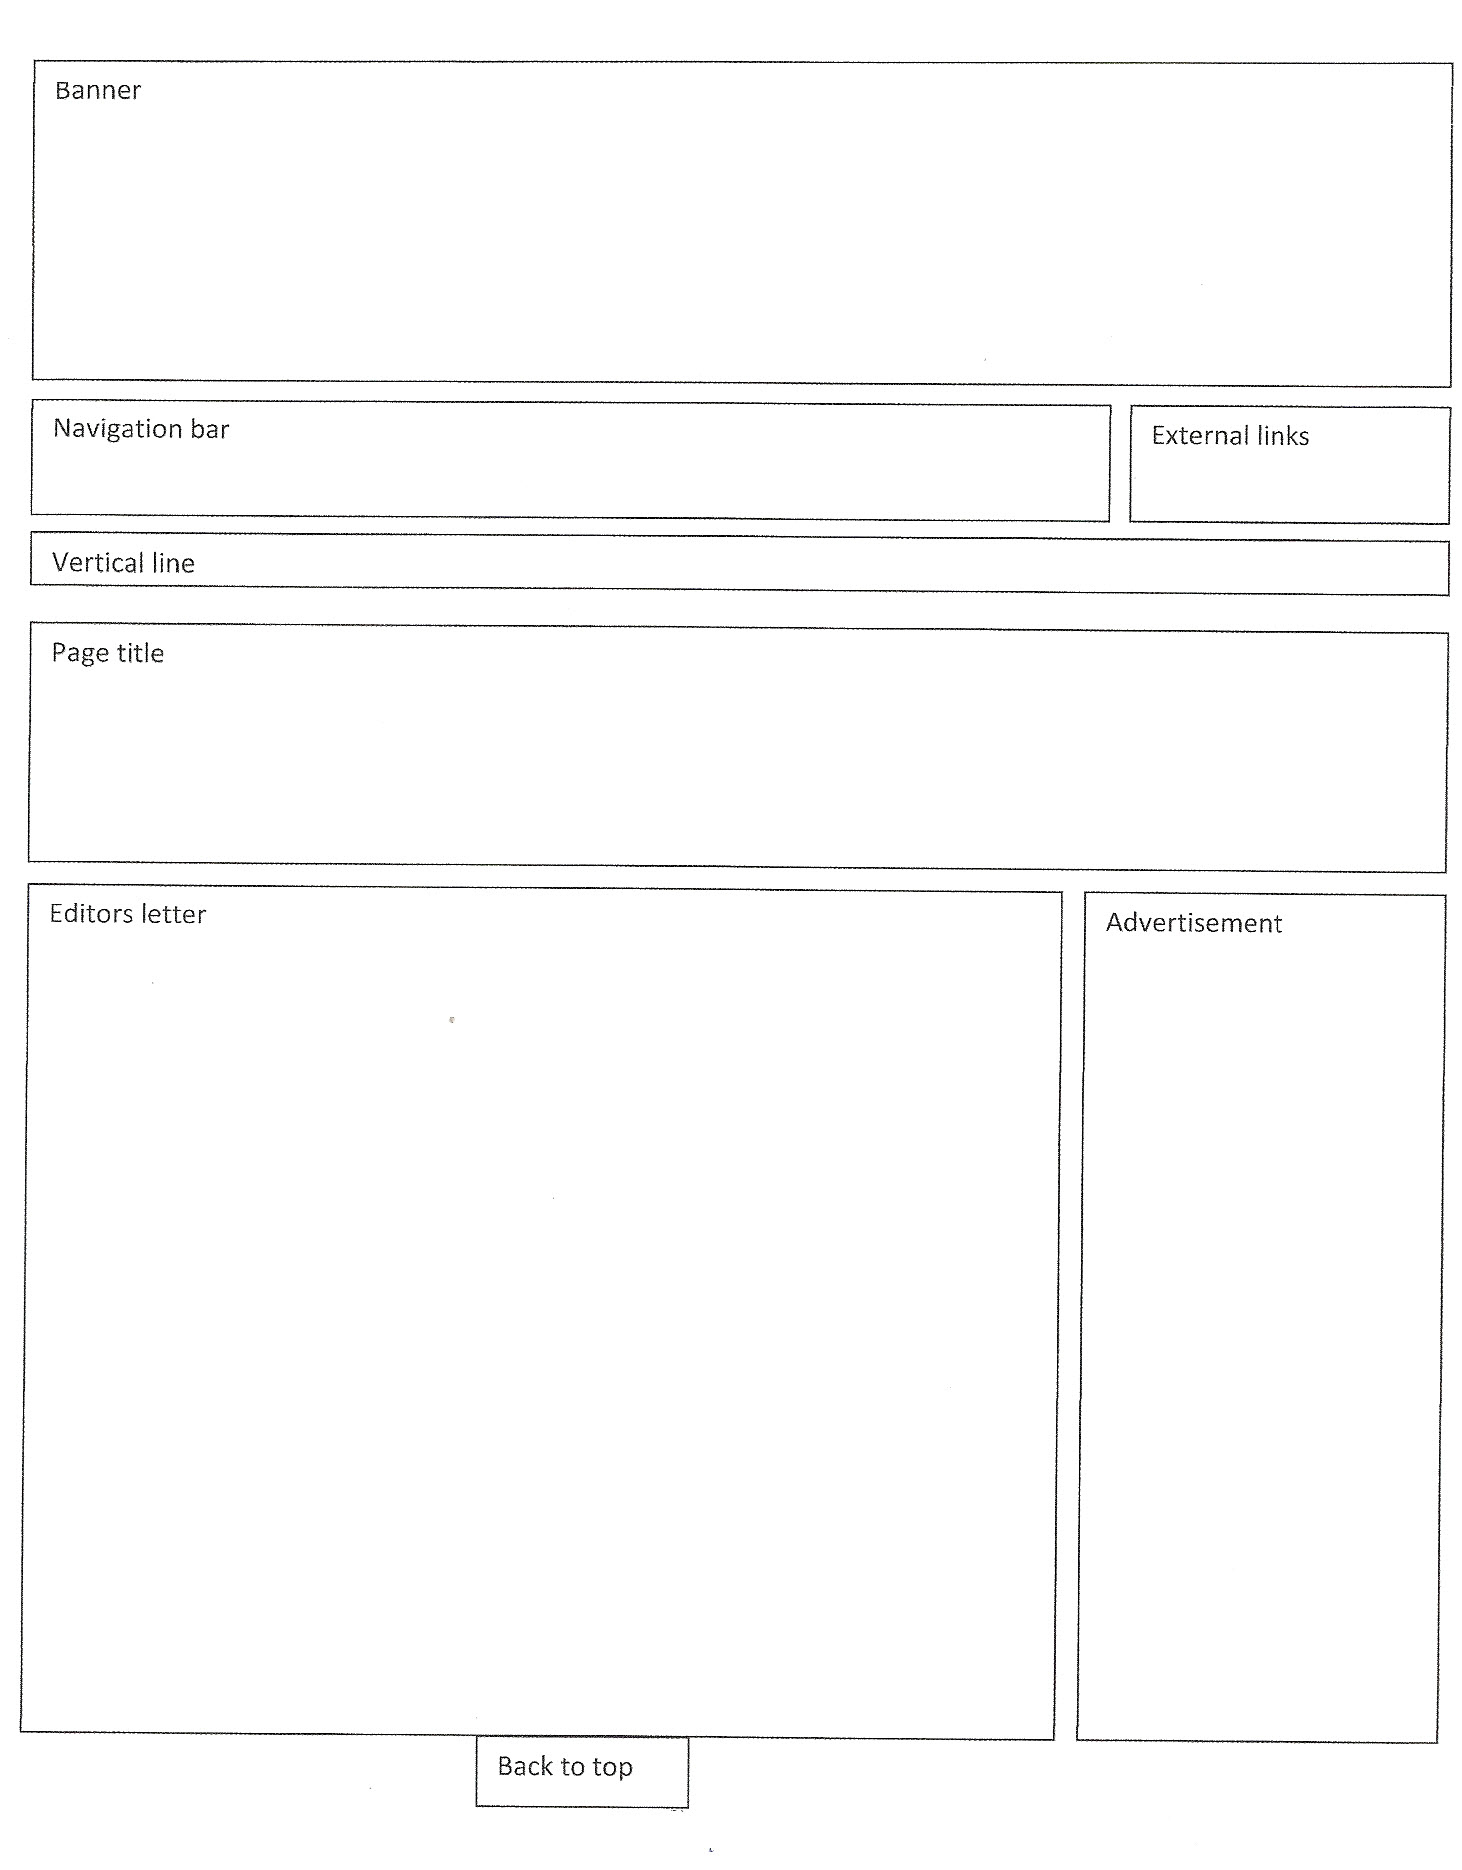 Banner
Navigation bar
External links
Vertical line
Page title
Editors letter
Advertisement
Back to top